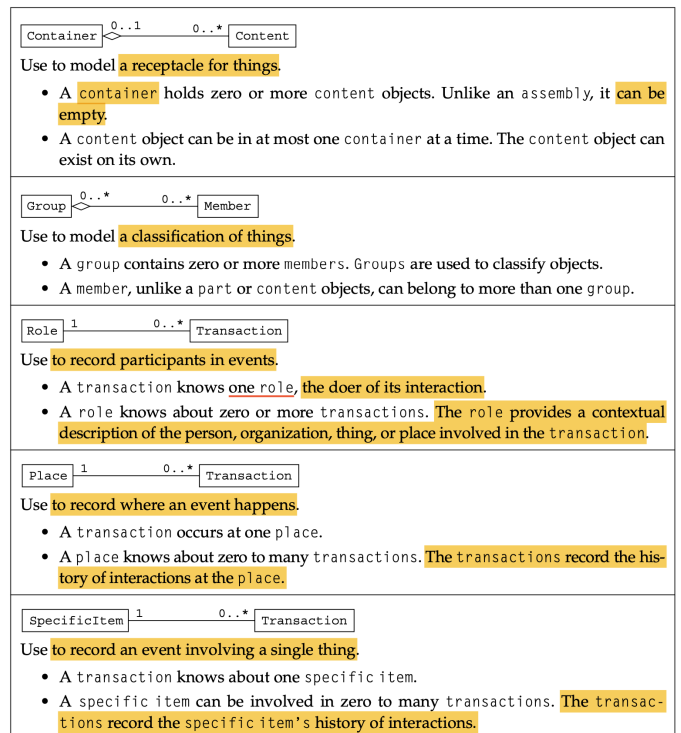 Container 0..1 0..* Content
Use to model a receptacle for things.
• A container holds zero or more content objects. Unlike an assembly, it can be
empty.
• A content object can be in at most one container at a time. The content object can
exist on its own.
Group 0..* 0..* Member
Use to model a classification of things.
• A group contains zero or more members. Groups are used to classify objects.
• A member, unlike a part or content objects, can belong to more than one group.
Role 1 0..* Transaction
Use to record participants in events.
• A transaction knows one role, the doer of its interaction.
• A role knows about zero or more transactions. The role provides a contextual
description of the person, organization, thing, or place involved in the transaction.
Place 1 0..* Transaction
Use to record where an event happens.
• A transaction occurs at one place.
• A place knows about zero to many transactions. The transactions record the his-
tory of interactions at the place.
SpecificItem 1 0..* Transaction
Use to record an event involving a single thing.
• A transaction knows about one specific item.
• A specific item can be involved in zero to many transactions. The transac-
tions record the specific item's history of interactions.